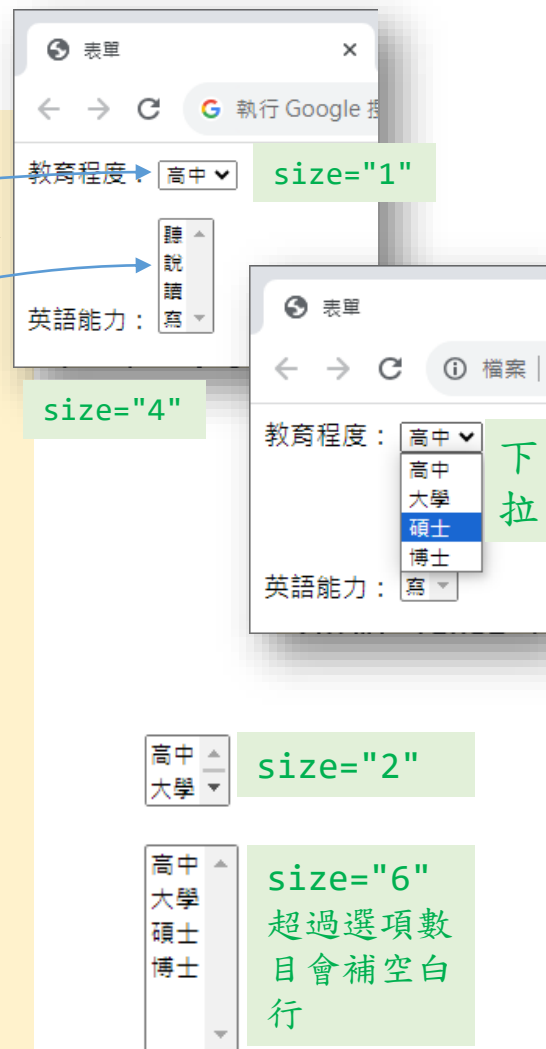 表單
執行 Google 搜
教育程度：高中
size="1"
聽
說
讀
英語能力：寫
size="4"
表單
檔案
教育程度：高中
高中
大學
碩士
博士
下
拉
英語能力：寫
高中
大學
size="2"
高中
大學
碩士
博士
size="6"
超過選項數
目會補空白
行